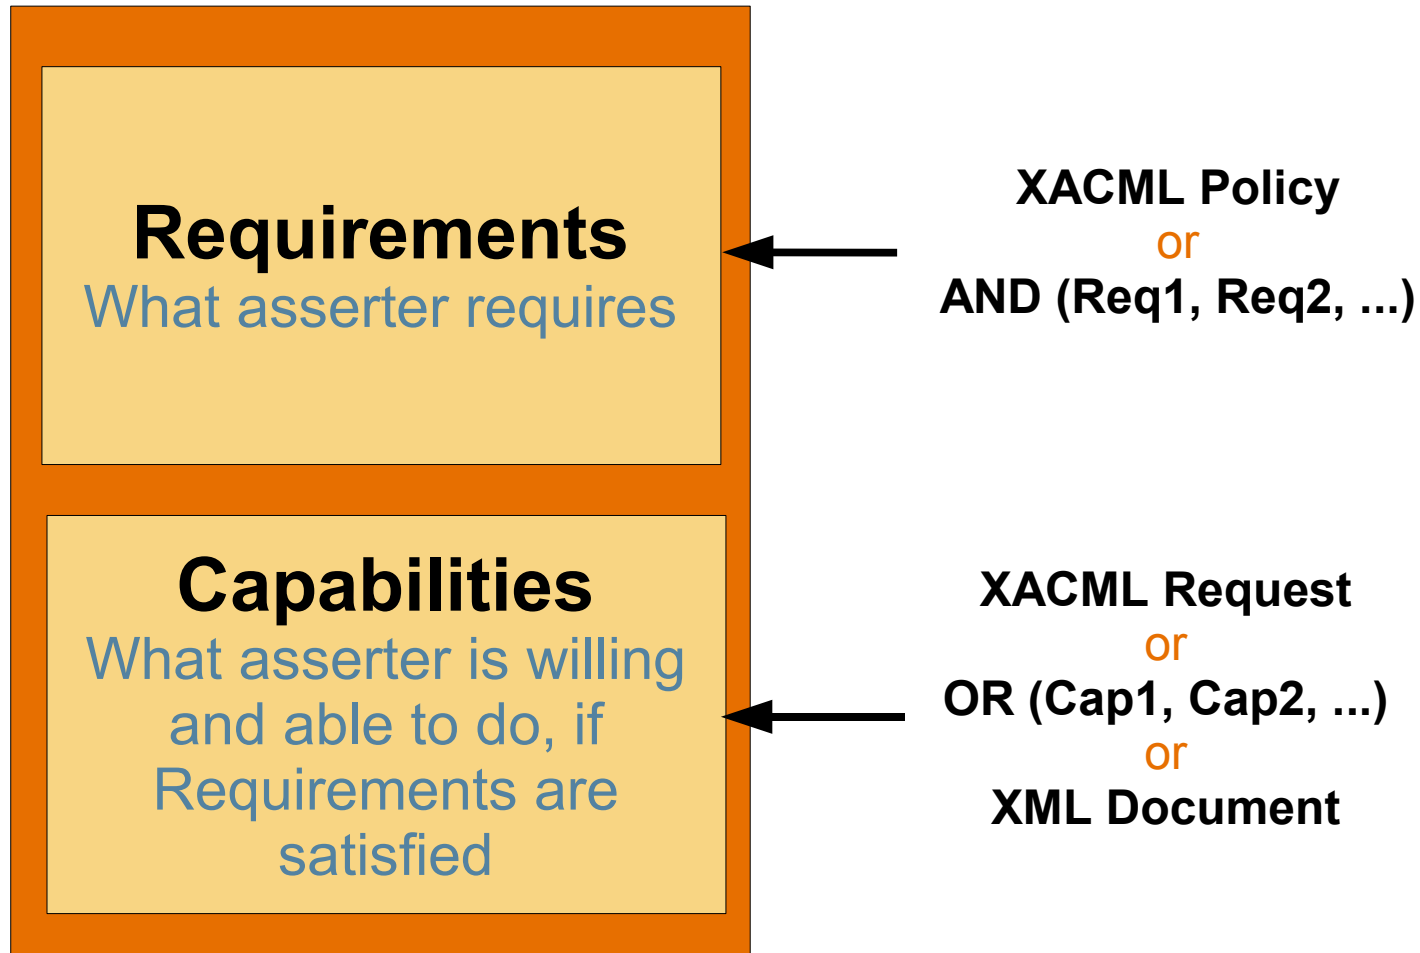 Requirements
What asserter requires
XACML Policy
or
AND (Req1, Req2, ...)
Capabilities
What asserter is willing
and able to do, if
Requirements are
satisfied
XACML Request
or
OR (Cap1, Cap2, ...)
or
XML Document